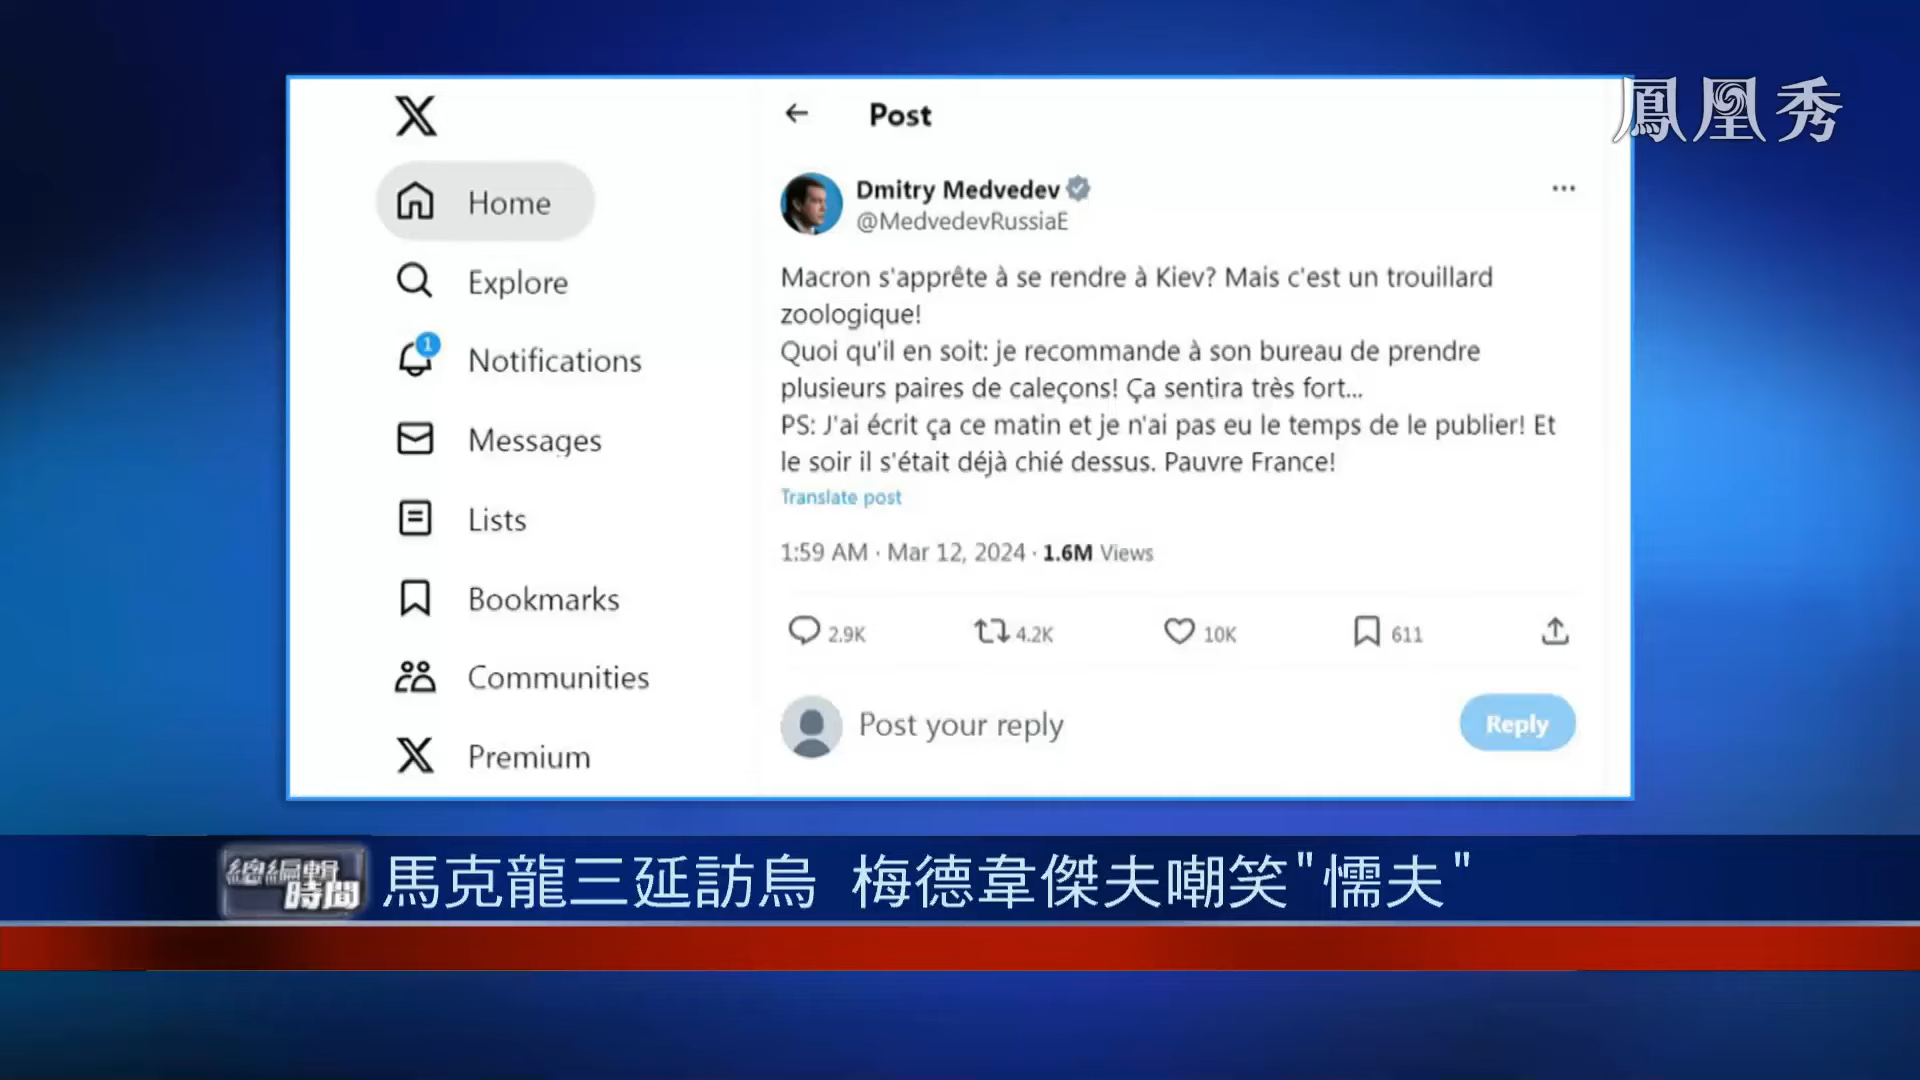 鳳凰秀
Post
Home
Explore
1
Notifications
Messages
Lists
Bookmarks
Communities
Premium
Dmitry Medvedev
@MedvedevRussiaE
Macron s'apprête à se rendre à Kiev? Mais c'est un trouillard
zoologique!
Quoi qu'il en soit: je recommande à son bureau de prendre
plusieurs paires de caleçons! Ça sentira très fort...
PS: J'ai écrit ça ce matin et je n'ai pas eu le temps de le publier! Et
le soir il s'était déjà chié dessus. Pauvre France!
Translate post
1:59 AM · Mar 12, 2024 · 1.6M Views
2.9K 4.2K 10K 611
Post your reply Reply
總編輯
時間
馬克龍三延訪烏 梅德韋傑夫嘲笑"懦夫"